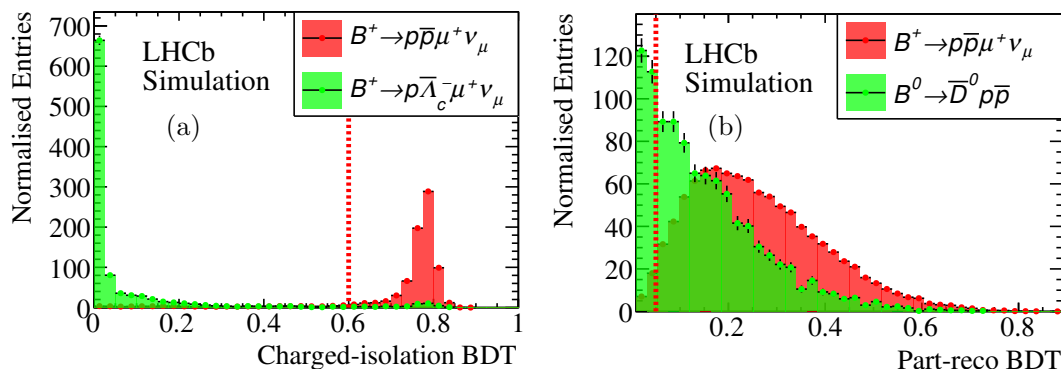 Normalised Entries
700
600
500
400
300
200
100
0
LHCb
Simulation
(a)
B⁺→pp̅μ⁺ν_μ
B⁺→pΛ̅_c⁻μ⁺ν_μ
0 0.2 0.4 0.6 0.8 1
Charged-isolation BDT
Normalised Entries
120
100
80
60
40
20
0
LHCb
Simulation
(b)
B⁺→pp̅μ⁺ν_μ
B⁰→D̅⁰pp̅
0.2 0.4 0.6 0.8
Part-reco BDT